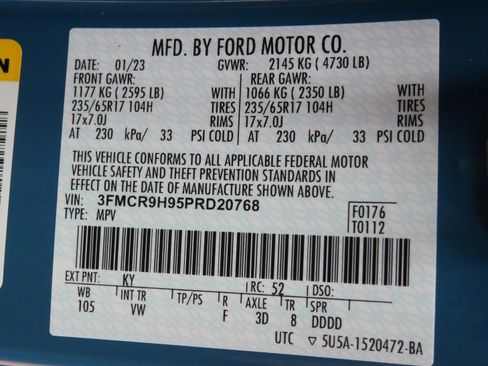 N
MFD. BY FORD MOTOR CO.
DATE: 01/23 GVWR: 2145 KG ( 4730 LB)
FRONT GAWR: REAR GAWR:
1177 KG ( 2595 LB) WITH 1066 KG ( 2350 LB) WITH
235/65R17 104H TIRES 235/65R17 104H TIRES
17x7.0J RIMS 17x7.0J RIMS
AT 230 kPa/ 33 PSI COLD AT 230 kPa/ 33 PSI COLD
THIS VEHICLE CONFORMS TO ALL APPLICABLE FEDERAL MOTOR
VEHICLE SAFETY AND THEFT PREVENTION STANDARDS IN
EFFECT ON THE DATE OF MANUFACTURE SHOWN ABOVE.
VIN: 3FMCR9H95PRD20768 F0176
TYPE: MPV T0112
EXT PNT: KY RC: 52 DSO:
WB INT TR TP/PS R AXLE TR SPR
105 VW F 3D 8 DDDD
UTC ▽ 5U5A-1520472-BA